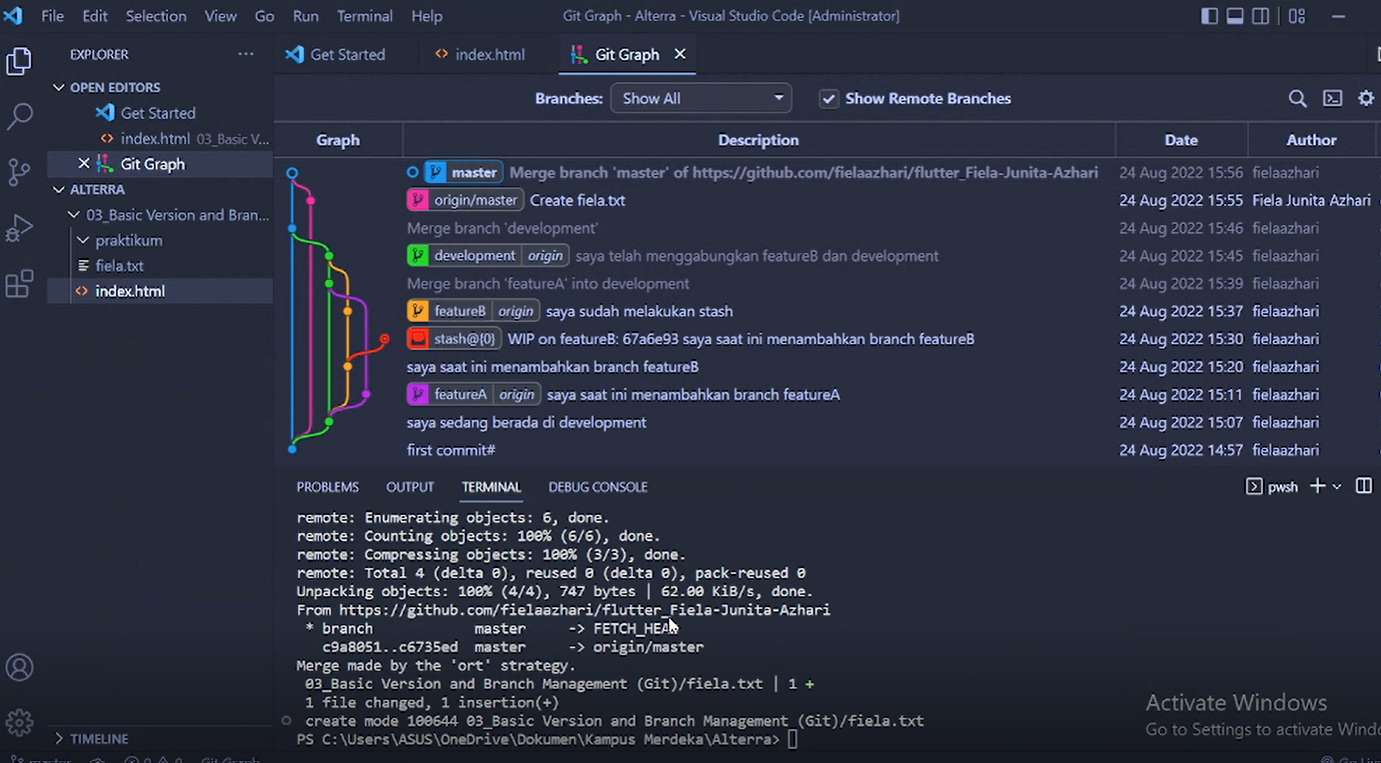 File Edit Selection View Go Run Terminal Help Git Graph - Alterra - Visual Studio Code [Administrator]
EXPLORER
OPEN EDITORS
Get Started
index.html 03_Basic V...
Git Graph
ALTERRA
03_Basic Version and Bran...
praktikum
fiela.txt
index.html
TIMELINE
Get Started index.html Git Graph
Branches: Show All Show Remote Branches
Graph Description Date Author
master Merge branch 'master' of https://github.com/fielaazhari/flutter_Fiela-Junita-Azhari 24 Aug 2022 15:56 fielaazhari
origin/master Create fiela.txt 24 Aug 2022 15:55 Fiela Junita Azhari
Merge branch 'development' 24 Aug 2022 15:46 fielaazhari
development origin saya telah menggabungkan featureB dan development 24 Aug 2022 15:45 fielaazhari
Merge branch 'featureA' into development 24 Aug 2022 15:39 fielaazhari
featureB origin saya sudah melakukan stash 24 Aug 2022 15:37 fielaazhari
stash@{0} WIP on featureB: 67a6e93 saya saat ini menambahkan branch featureB 24 Aug 2022 15:30 fielaazhari
saya saat ini menambahkan branch featureB 24 Aug 2022 15:20 fielaazhari
featureA origin saya saat ini menambahkan branch featureA 24 Aug 2022 15:11 fielaazhari
saya sedang berada di development 24 Aug 2022 15:07 fielaazhari
first commit# 24 Aug 2022 14:57 fielaazhari
PROBLEMS OUTPUT TERMINAL DEBUG CONSOLE pwsh
remote: Enumerating objects: 6, done.
remote: Counting objects: 100% (6/6), done.
remote: Compressing objects: 100% (3/3), done.
remote: Total 4 (delta 0), reused 0 (delta 0), pack-reused 0
Unpacking objects: 100% (4/4), 747 bytes | 62.00 KiB/s, done.
From https://github.com/fielaazhari/flutter_Fiela-Junita-Azhari
* branch master -> FETCH_HEAD
c9a8051..c6735ed master -> origin/master
Merge made by the 'ort' strategy.
03_Basic Version and Branch Management (Git)/fiela.txt | 1 +
1 file changed, 1 insertion(+)
create mode 100644 03_Basic Version and Branch Management (Git)/fiela.txt
PS C:\Users\ASUS\OneDrive\Dokumen\Kampus Merdeka\Alterra>
Activate Windows
Go to Settings to activate Windo